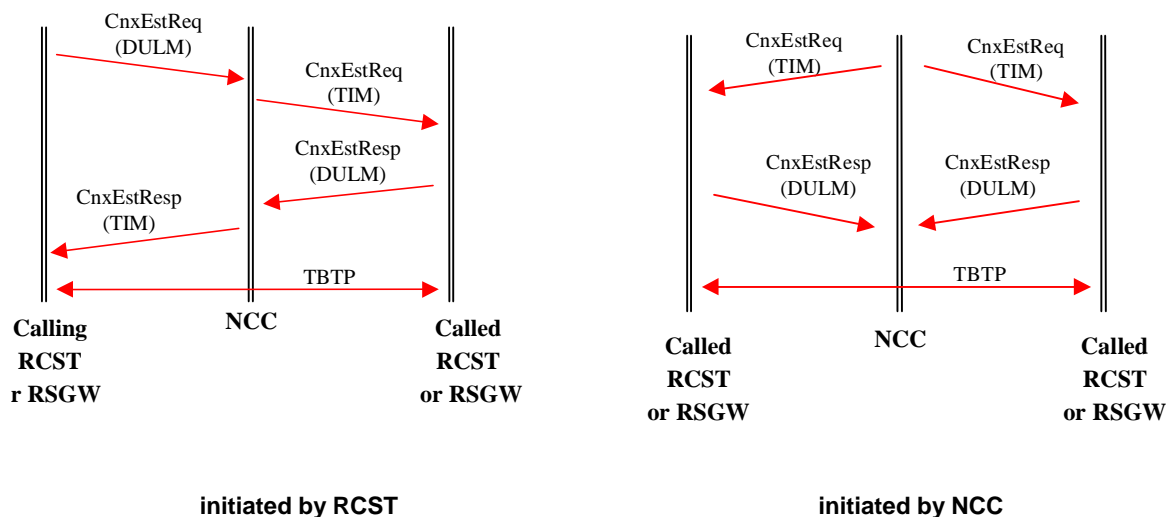 CnxEstReq
(DULM)
CnxEstReq
(TIM)
CnxEstResp
(DULM)
CnxEstResp
(TIM)
TBTP
Calling
RCST
r RSGW
NCC
Called
RCST
or RSGW
initiated by RCST
CnxEstReq
(TIM)
CnxEstReq
(TIM)
CnxEstResp
(DULM)
CnxEstResp
(DULM)
TBTP
Called
RCST
or RSGW
NCC
Called
RCST
or RSGW
initiated by NCC